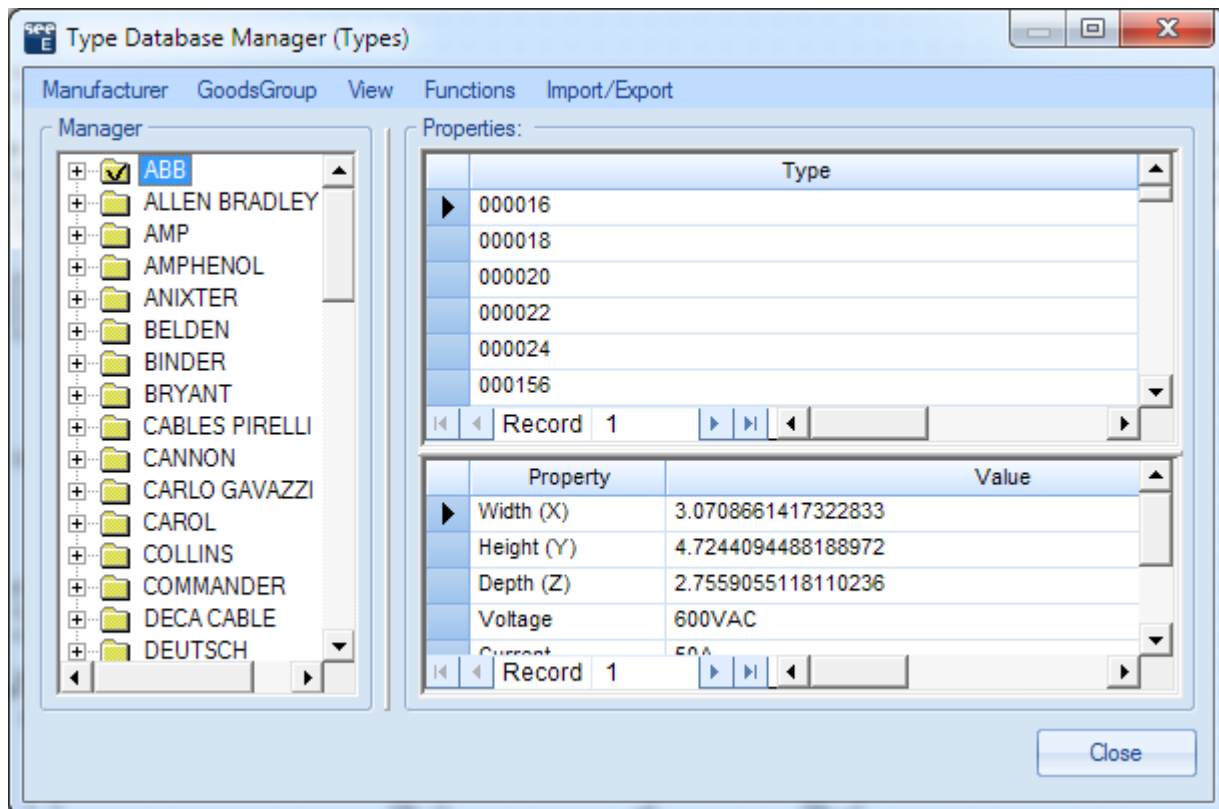 see
E
Type Database Manager (Types)
Manufacturer GoodsGroup View Functions Import/Export
Manager
ABB
ALLEN BRADLEY
AMP
AMPHENOL
ANIXTER
BELDEN
BINDER
BRYANT
CABLES PIRELLI
CANNON
CARLO GAVAZZI
CAROL
COLLINS
COMMANDER
DECA CABLE
DEUTSCH
Properties:
Type
000016
000018
000020
000022
000024
000156
Record 1
Property Value
Width (X) 3.0708661417322833
Height (Y) 4.7244094488188972
Depth (Z) 2.7559055118110236
Voltage 600VAC
Current 50A
Record 1
Close